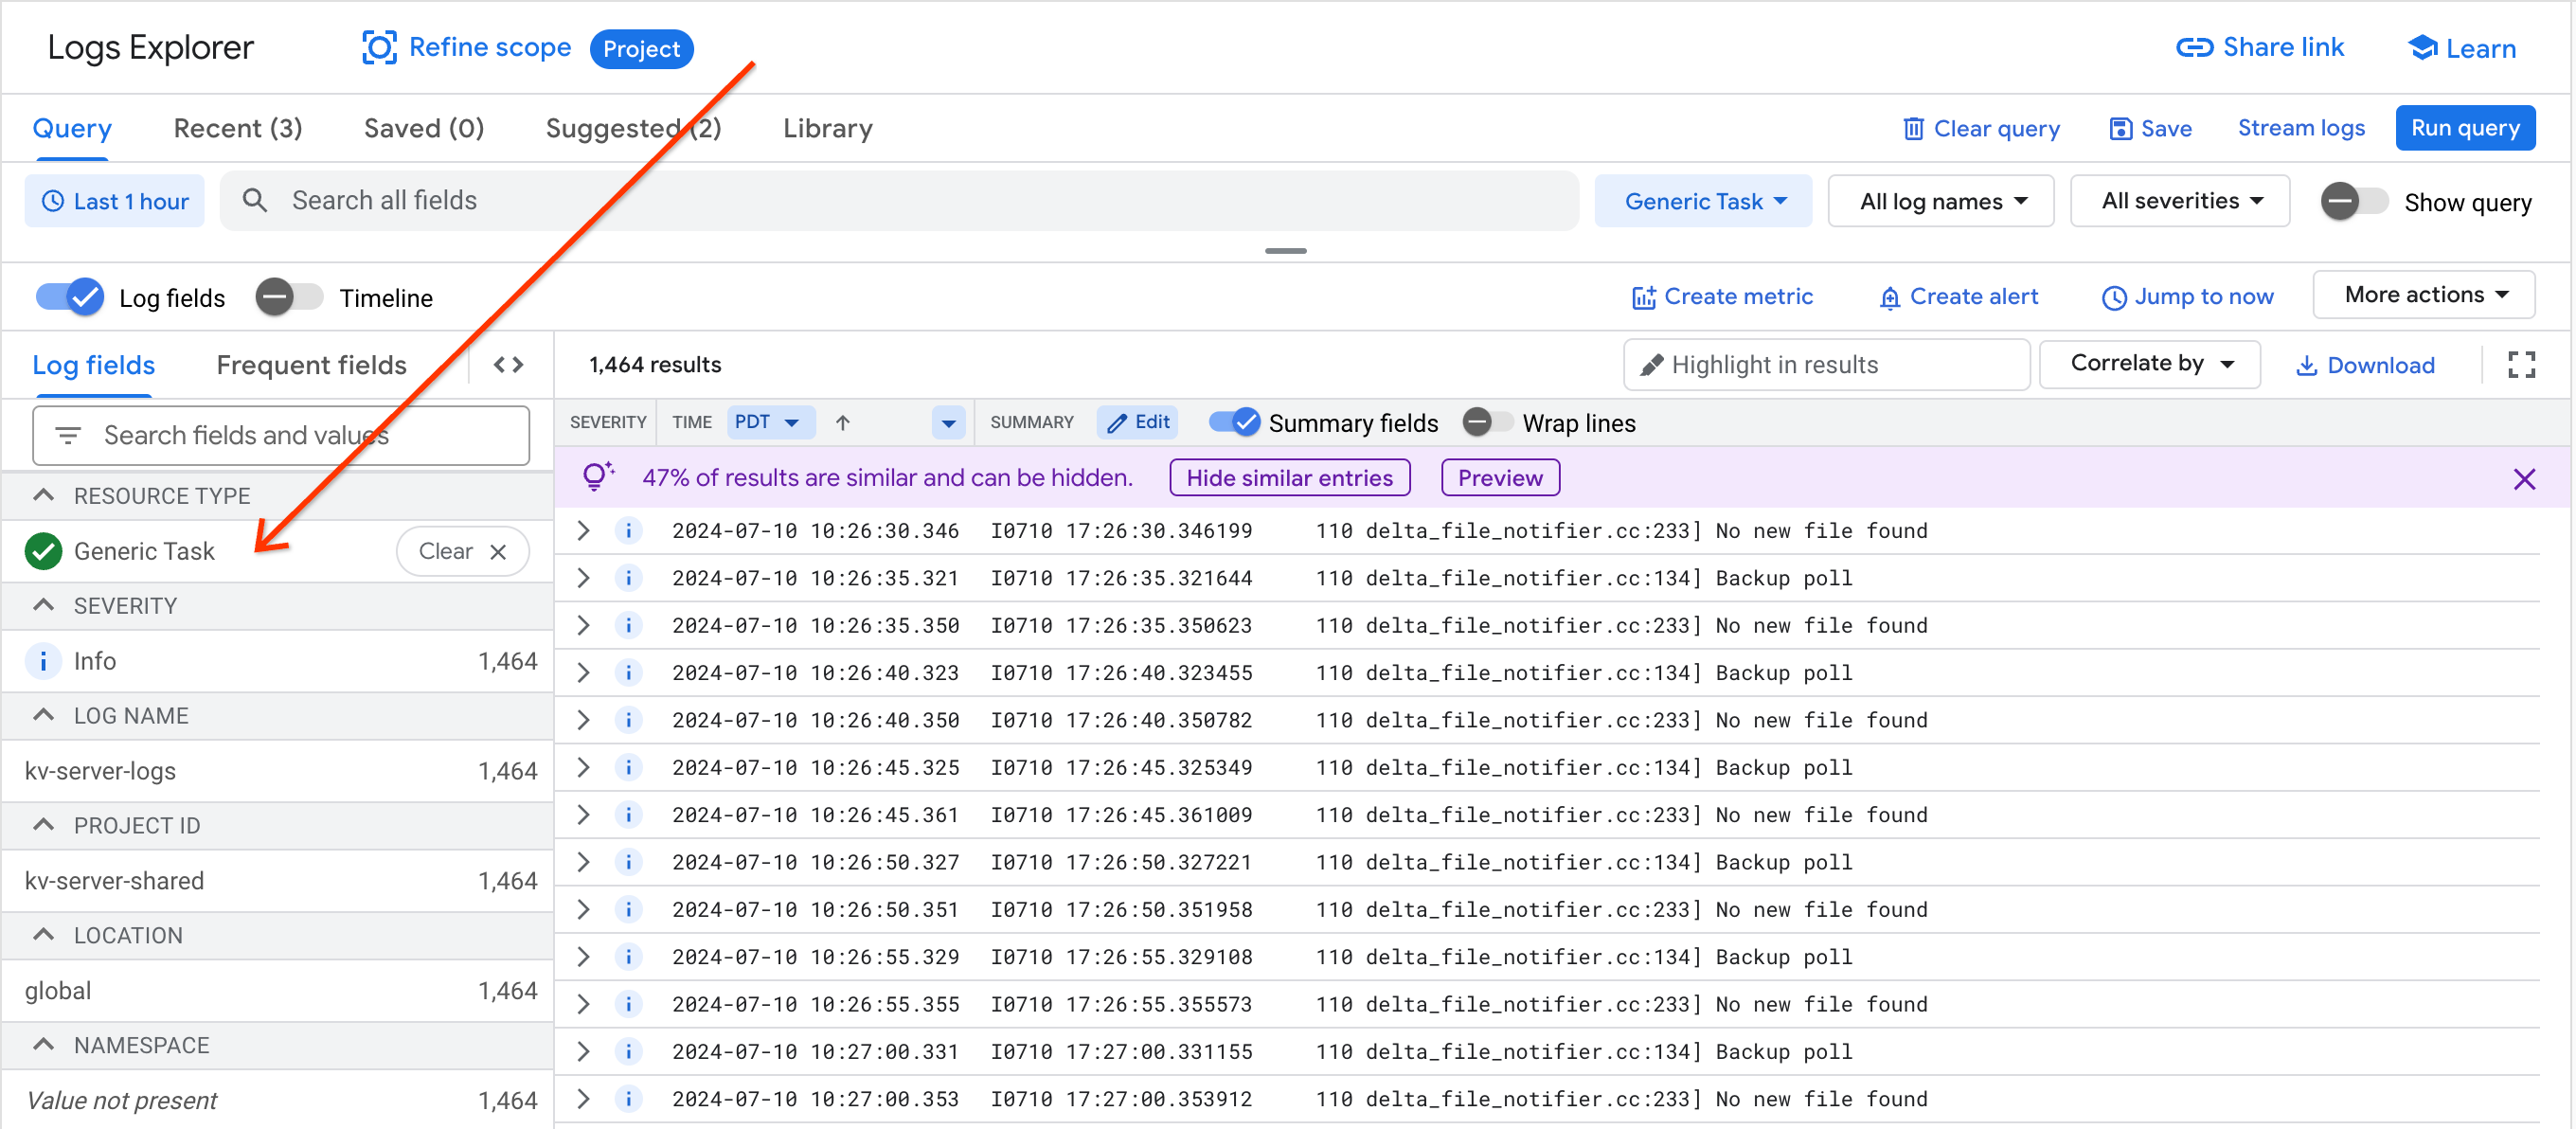 Logs Explorer Refine scope Project Share link Learn
Query Recent (3) Saved (0) Suggested (2) Library Clear query Save Stream logs Run query
Last 1 hour Search all fields Generic Task All log names All severities Show query
Log fields Timeline Create metric Create alert Jump to now More actions
Log fields Frequent fields 1,464 results Highlight in results Correlate by Download
Search fields and values
SEVERITY TIME PDT SUMMARY Edit Summary fields Wrap lines
47% of results are similar and can be hidden. Hide similar entries Preview
RESOURCE TYPE
Generic Task Clear
SEVERITY
Info 1,464
LOG NAME
kv-server-logs 1,464
PROJECT ID
kv-server-shared 1,464
LOCATION
global 1,464
NAMESPACE
Value not present 1,464
2024-07-10 10:26:30.346 I0710 17:26:30.346199 110 delta_file_notifier.cc:233] No new file found
2024-07-10 10:26:35.321 I0710 17:26:35.321644 110 delta_file_notifier.cc:134] Backup poll
2024-07-10 10:26:35.350 I0710 17:26:35.350623 110 delta_file_notifier.cc:233] No new file found
2024-07-10 10:26:40.323 I0710 17:26:40.323455 110 delta_file_notifier.cc:134] Backup poll
2024-07-10 10:26:40.350 I0710 17:26:40.350782 110 delta_file_notifier.cc:233] No new file found
2024-07-10 10:26:45.325 I0710 17:26:45.325349 110 delta_file_notifier.cc:134] Backup poll
2024-07-10 10:26:45.361 I0710 17:26:45.361009 110 delta_file_notifier.cc:233] No new file found
2024-07-10 10:26:50.327 I0710 17:26:50.327221 110 delta_file_notifier.cc:134] Backup poll
2024-07-10 10:26:50.351 I0710 17:26:50.351958 110 delta_file_notifier.cc:233] No new file found
2024-07-10 10:26:55.329 I0710 17:26:55.329108 110 delta_file_notifier.cc:134] Backup poll
2024-07-10 10:26:55.355 I0710 17:26:55.355573 110 delta_file_notifier.cc:233] No new file found
2024-07-10 10:27:00.331 I0710 17:27:00.331155 110 delta_file_notifier.cc:134] Backup poll
2024-07-10 10:27:00.353 I0710 17:27:00.353912 110 delta_file_notifier.cc:233] No new file found